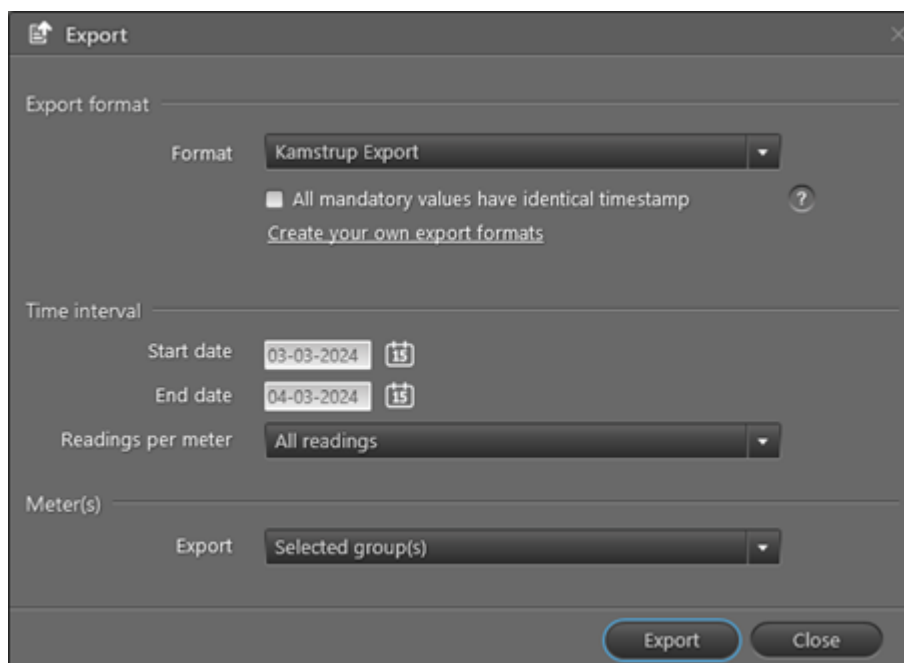 Export
Export format
Format Kamstrup Export
All mandatory values have identical timestamp ?
Create your own export formats
Time interval
Start date 03-03-2024 15
End date 04-03-2024 15
Readings per meter All readings
Meter(s)
Export Selected group(s)
Export Close